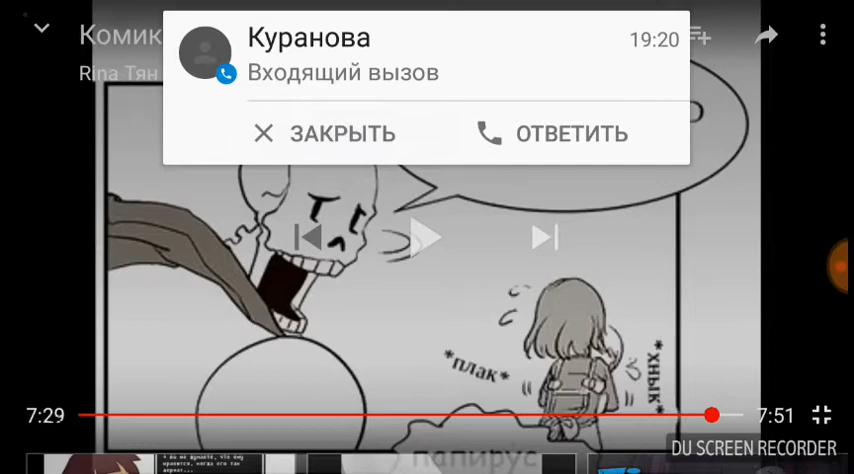 Комик
Rina Тян
Куранова
19:20
Входящий вызов
ЗАКРЫТЬ
ОТВЕТИТЬ
*плак*
*хнык*
7:29
7:51
DU SCREEN RECORDER
папирус